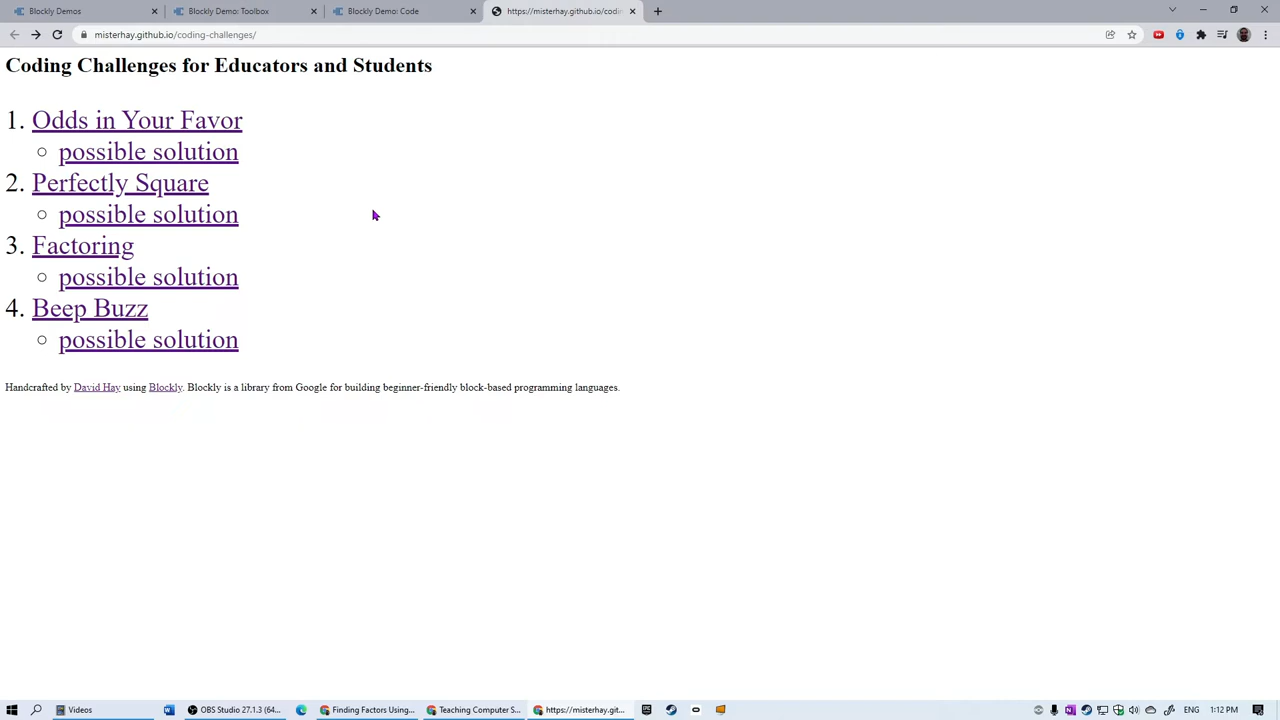 Blockly Demos
Blockly Demo: Toolbox
Blockly Demo: Code
https://misterhay.github.io/codin
misterhay.github.io/coding-challenges/
Coding Challenges for Educators and Students
1. Odds in Your Favor
possible solution
2. Perfectly Square
possible solution
3. Factoring
possible solution
4. Beep Buzz
possible solution
Handcrafted by David Hay using Blockly. Blockly is a library from Google for building beginner-friendly block-based programming languages.
Videos
OBS Studio 27.1.3 (64...
Finding Factors Using...
Teaching Computer S...
https://misterhay.git...
ENG
1:12 PM